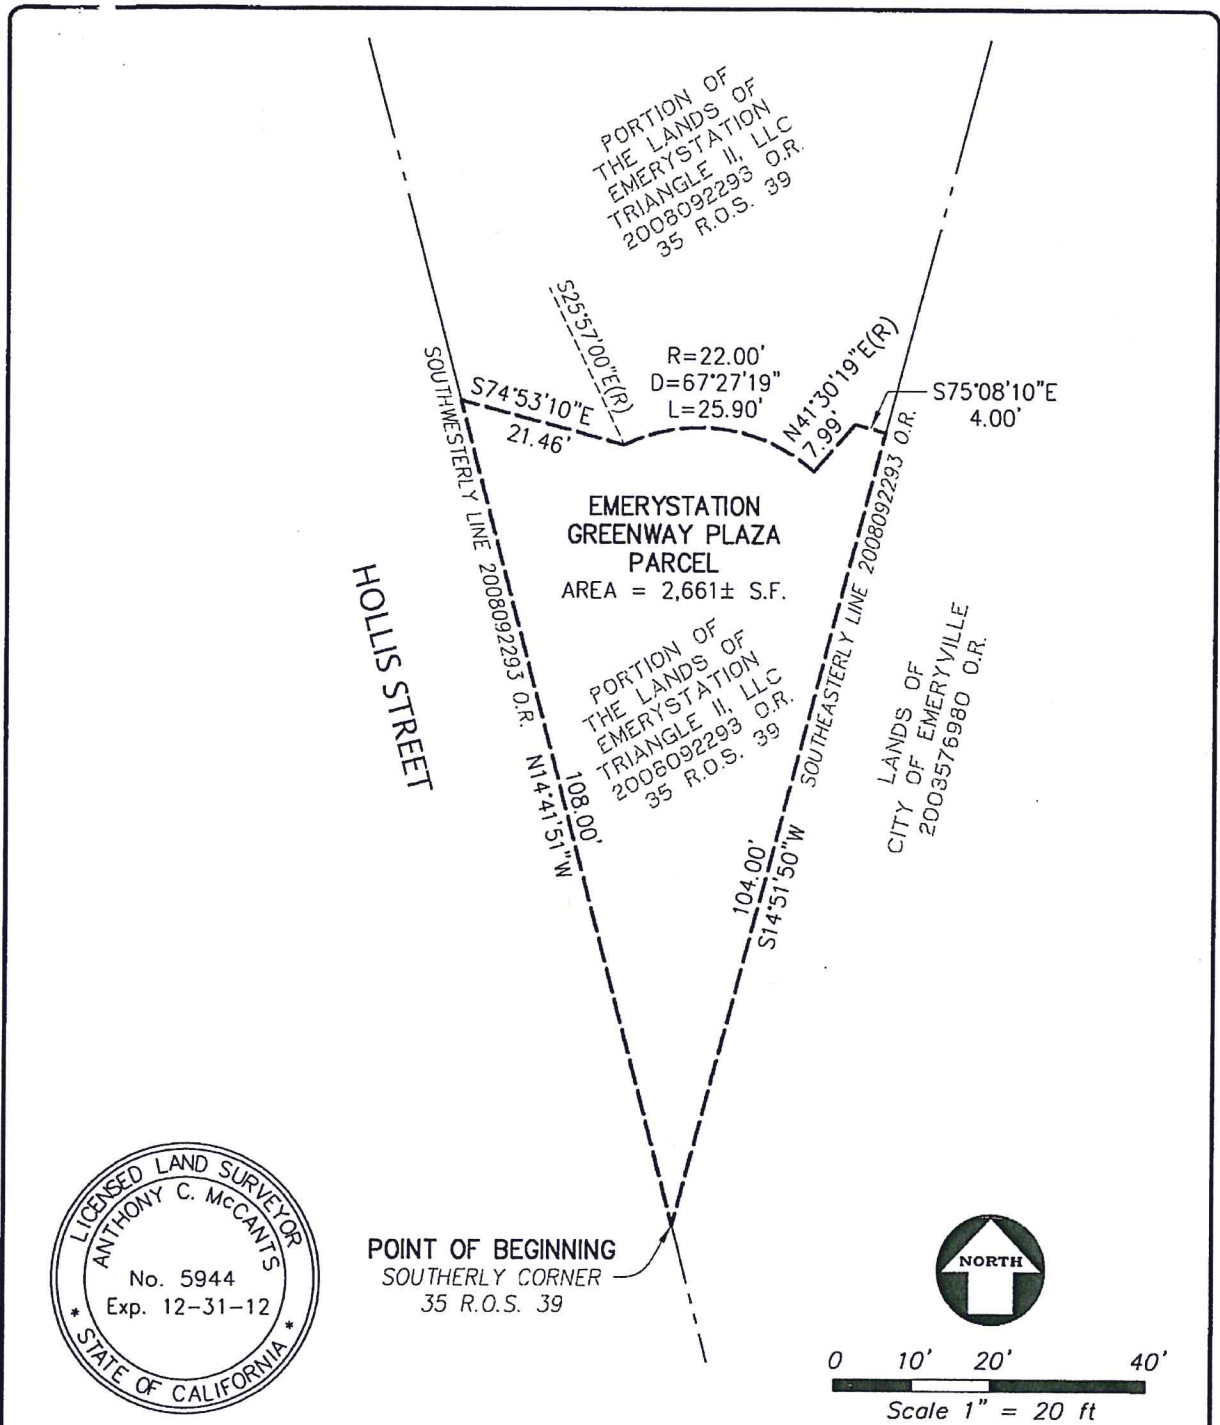 PORTION OF
THE LANDS OF
EMERYSTATION
TRIANGLE II, LLC
2008092293 O.R.
35 R.O.S. 39
S25°57'00"E(R)
R=22.00'
D=67°27'19"
L=25.90'
N41°30'19"E(R)
7.99'
S75°08'10"E
4.00'
S74°53'10"E
21.46'
SOUTHWESTERLY LINE 2008092293 O.R.
N14°41'51"W
108.00'
EMERYSTATION
GREENWAY PLAZA
PARCEL
AREA = 2,661± S.F.
SOUTHEASTERLY LINE 2008092293 O.R.
104.00'
S14°51'50"W
HOLLIS STREET
PORTION OF
THE LANDS OF
EMERYSTATION
TRIANGLE II, LLC
2008092293 O.R.
35 R.O.S. 39
LANDS OF
CITY OF EMERYVILLE
2003576980 O.R.
LICENSED LAND SURVEYOR
ANTHONY C. McCANTS
No. 5944
Exp. 12-31-12
* STATE OF CALIFORNIA *
POINT OF BEGINNING
SOUTHERLY CORNER
35 R.O.S. 39
NORTH
0 10' 20' 40'
Scale 1" = 20 ft